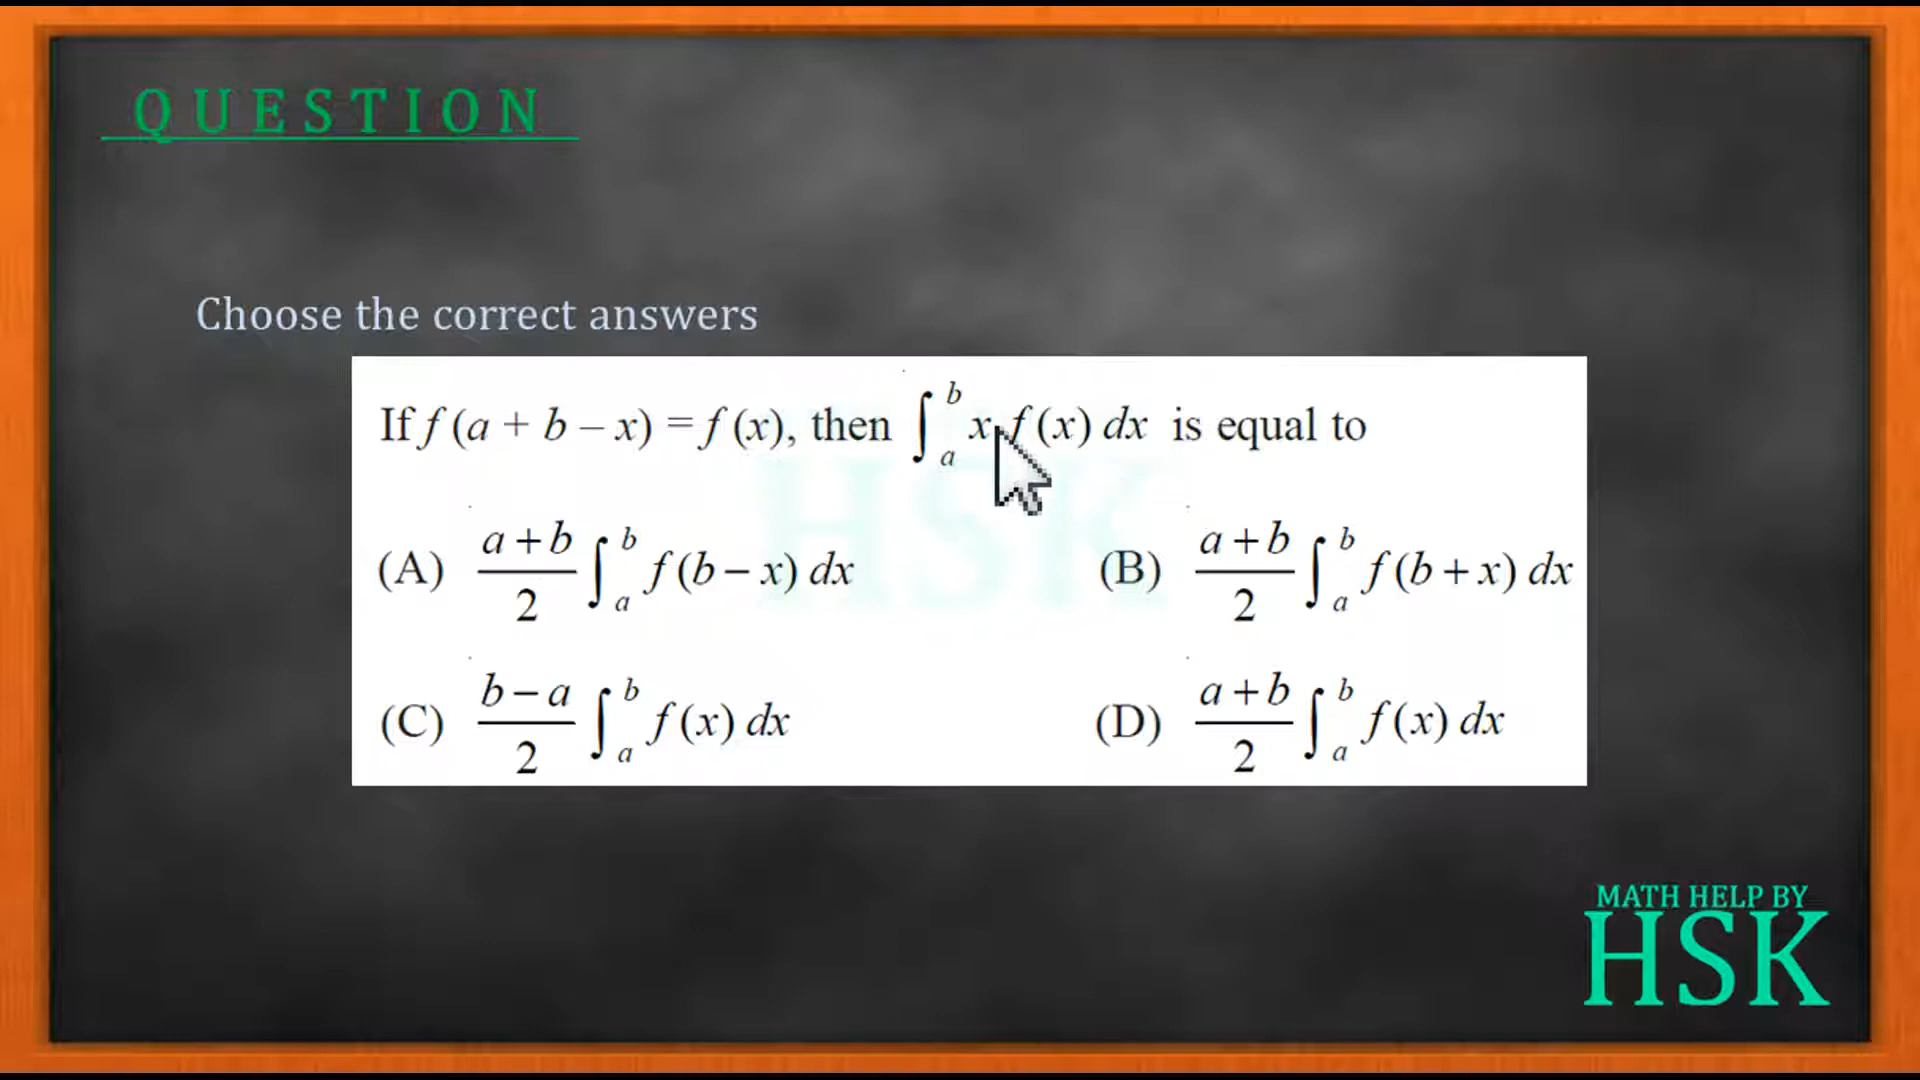 QUESTION
Choose the correct answers
If f (a + b – x) = f (x), then ∫_a^b x f (x) dx is equal to
(A) (a + b)/2 ∫_a^b f (b – x) dx (B) (a + b)/2 ∫_a^b f (b + x) dx
(C) (b – a)/2 ∫_a^b f (x) dx (D) (a + b)/2 ∫_a^b f (x) dx
HSK
MATH HELP BY
HSK